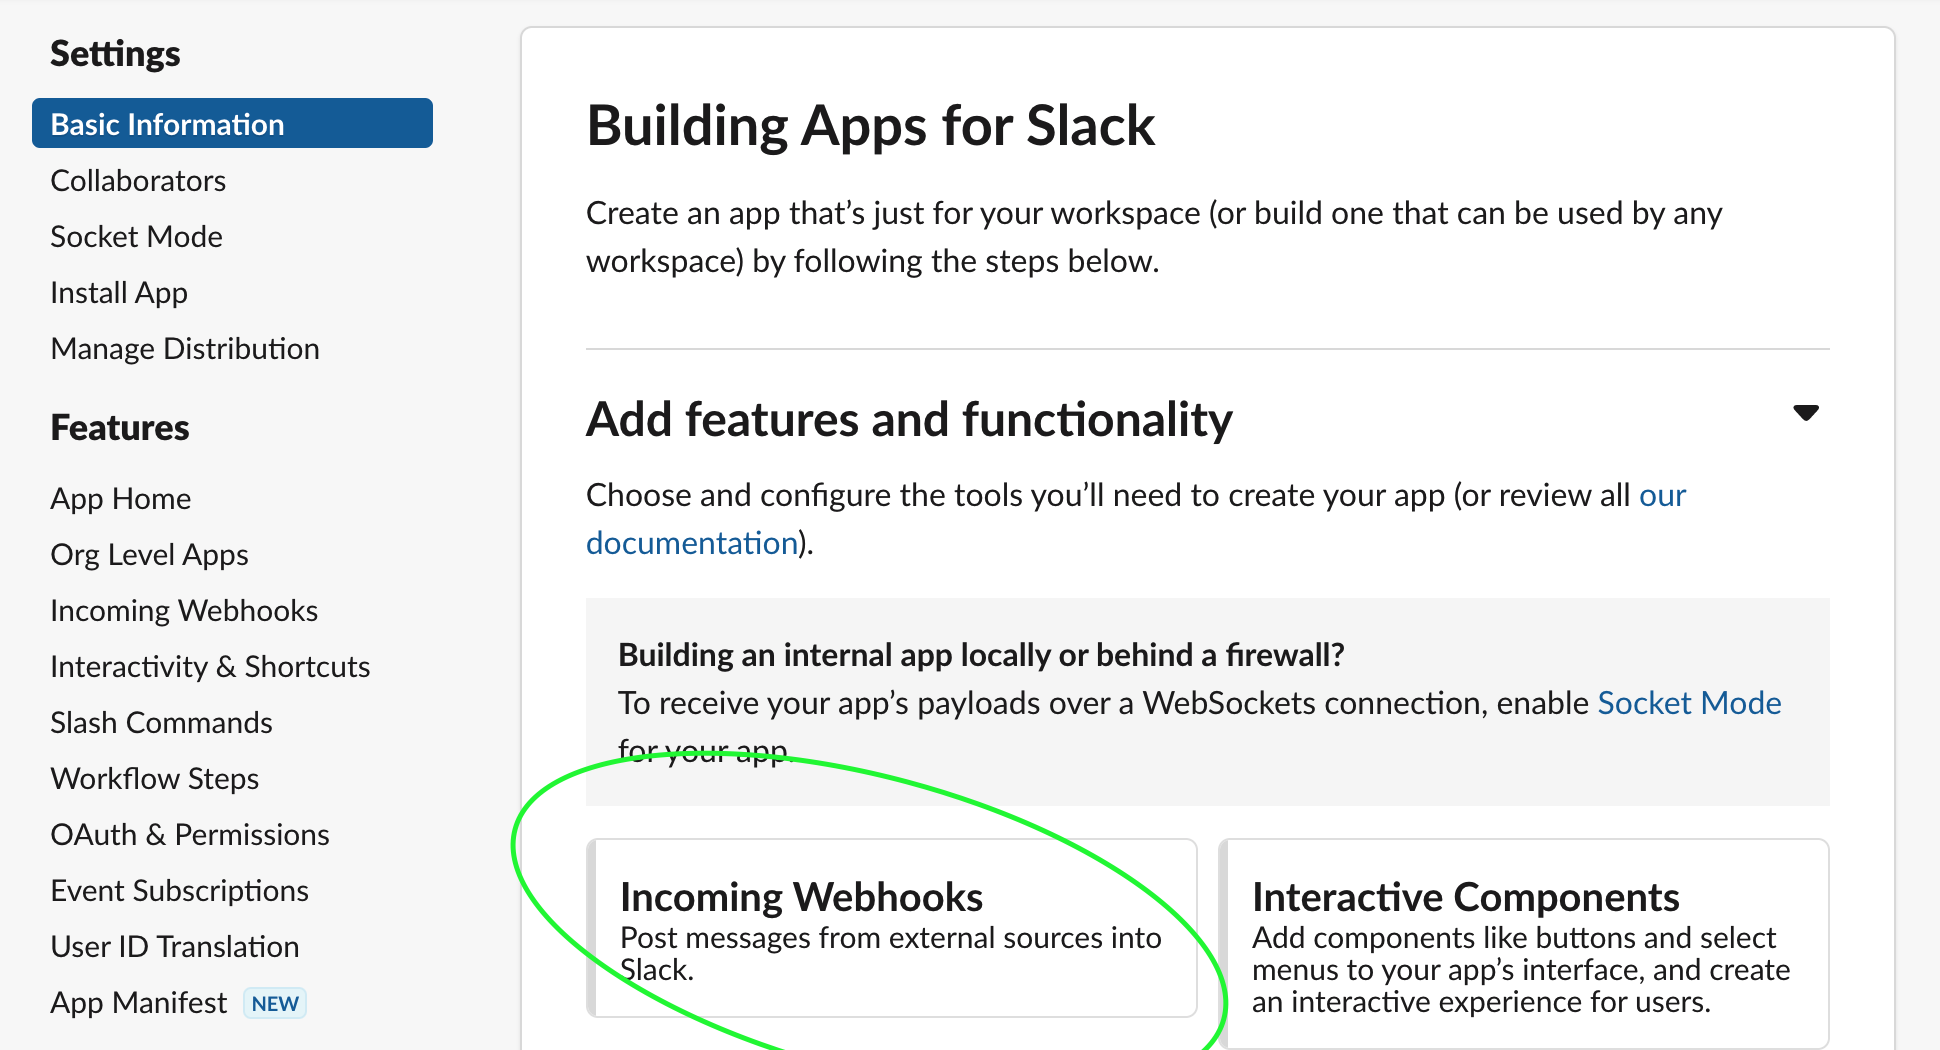 Settings
Basic Information
Collaborators
Socket Mode
Install App
Manage Distribution
Features
App Home
Org Level Apps
Incoming Webhooks
Interactivity & Shortcuts
Slash Commands
Workflow Steps
OAuth & Permissions
Event Subscriptions
User ID Translation
App Manifest NEW
Building Apps for Slack
Create an app that’s just for your workspace (or build one that can be used by any
workspace) by following the steps below.
Add features and functionality
Choose and configure the tools you’ll need to create your app (or review all our
documentation).
Building an internal app locally or behind a firewall?
To receive your app’s payloads over a WebSockets connection, enable Socket Mode
for your app.
Incoming Webhooks
Post messages from external sources into
Slack.
Interactive Components
Add components like buttons and select
menus to your app’s interface, and create
an interactive experience for users.